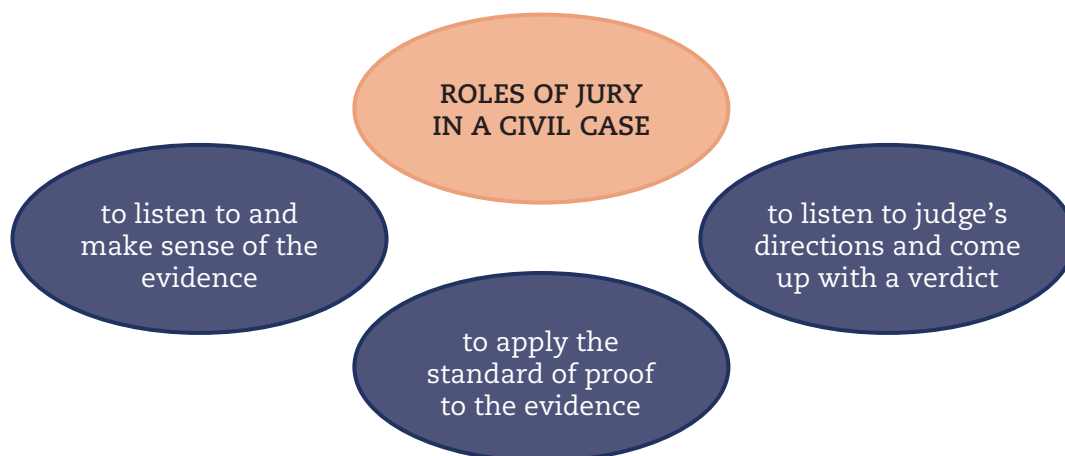 ROLES OF JURY
IN A CIVIL CASE
to listen to and
make sense of the
evidence
to apply the
standard of proof
to the evidence
to listen to judge’s
directions and come
up with a verdict